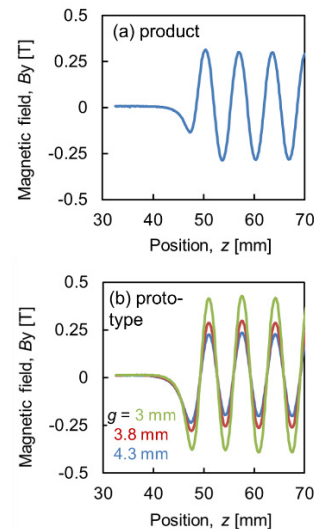 (a) product
Magnetic field, By [T]
0.5
0.25
0
-0.25
-0.5
30 40 50 60 70
Position, z [mm]
(b) proto-
type
Magnetic field, By [T]
0.5
0.25
0
-0.25
-0.5
g = 3 mm
3.8 mm
4.3 mm
30 40 50 60 70
Position, z [mm]